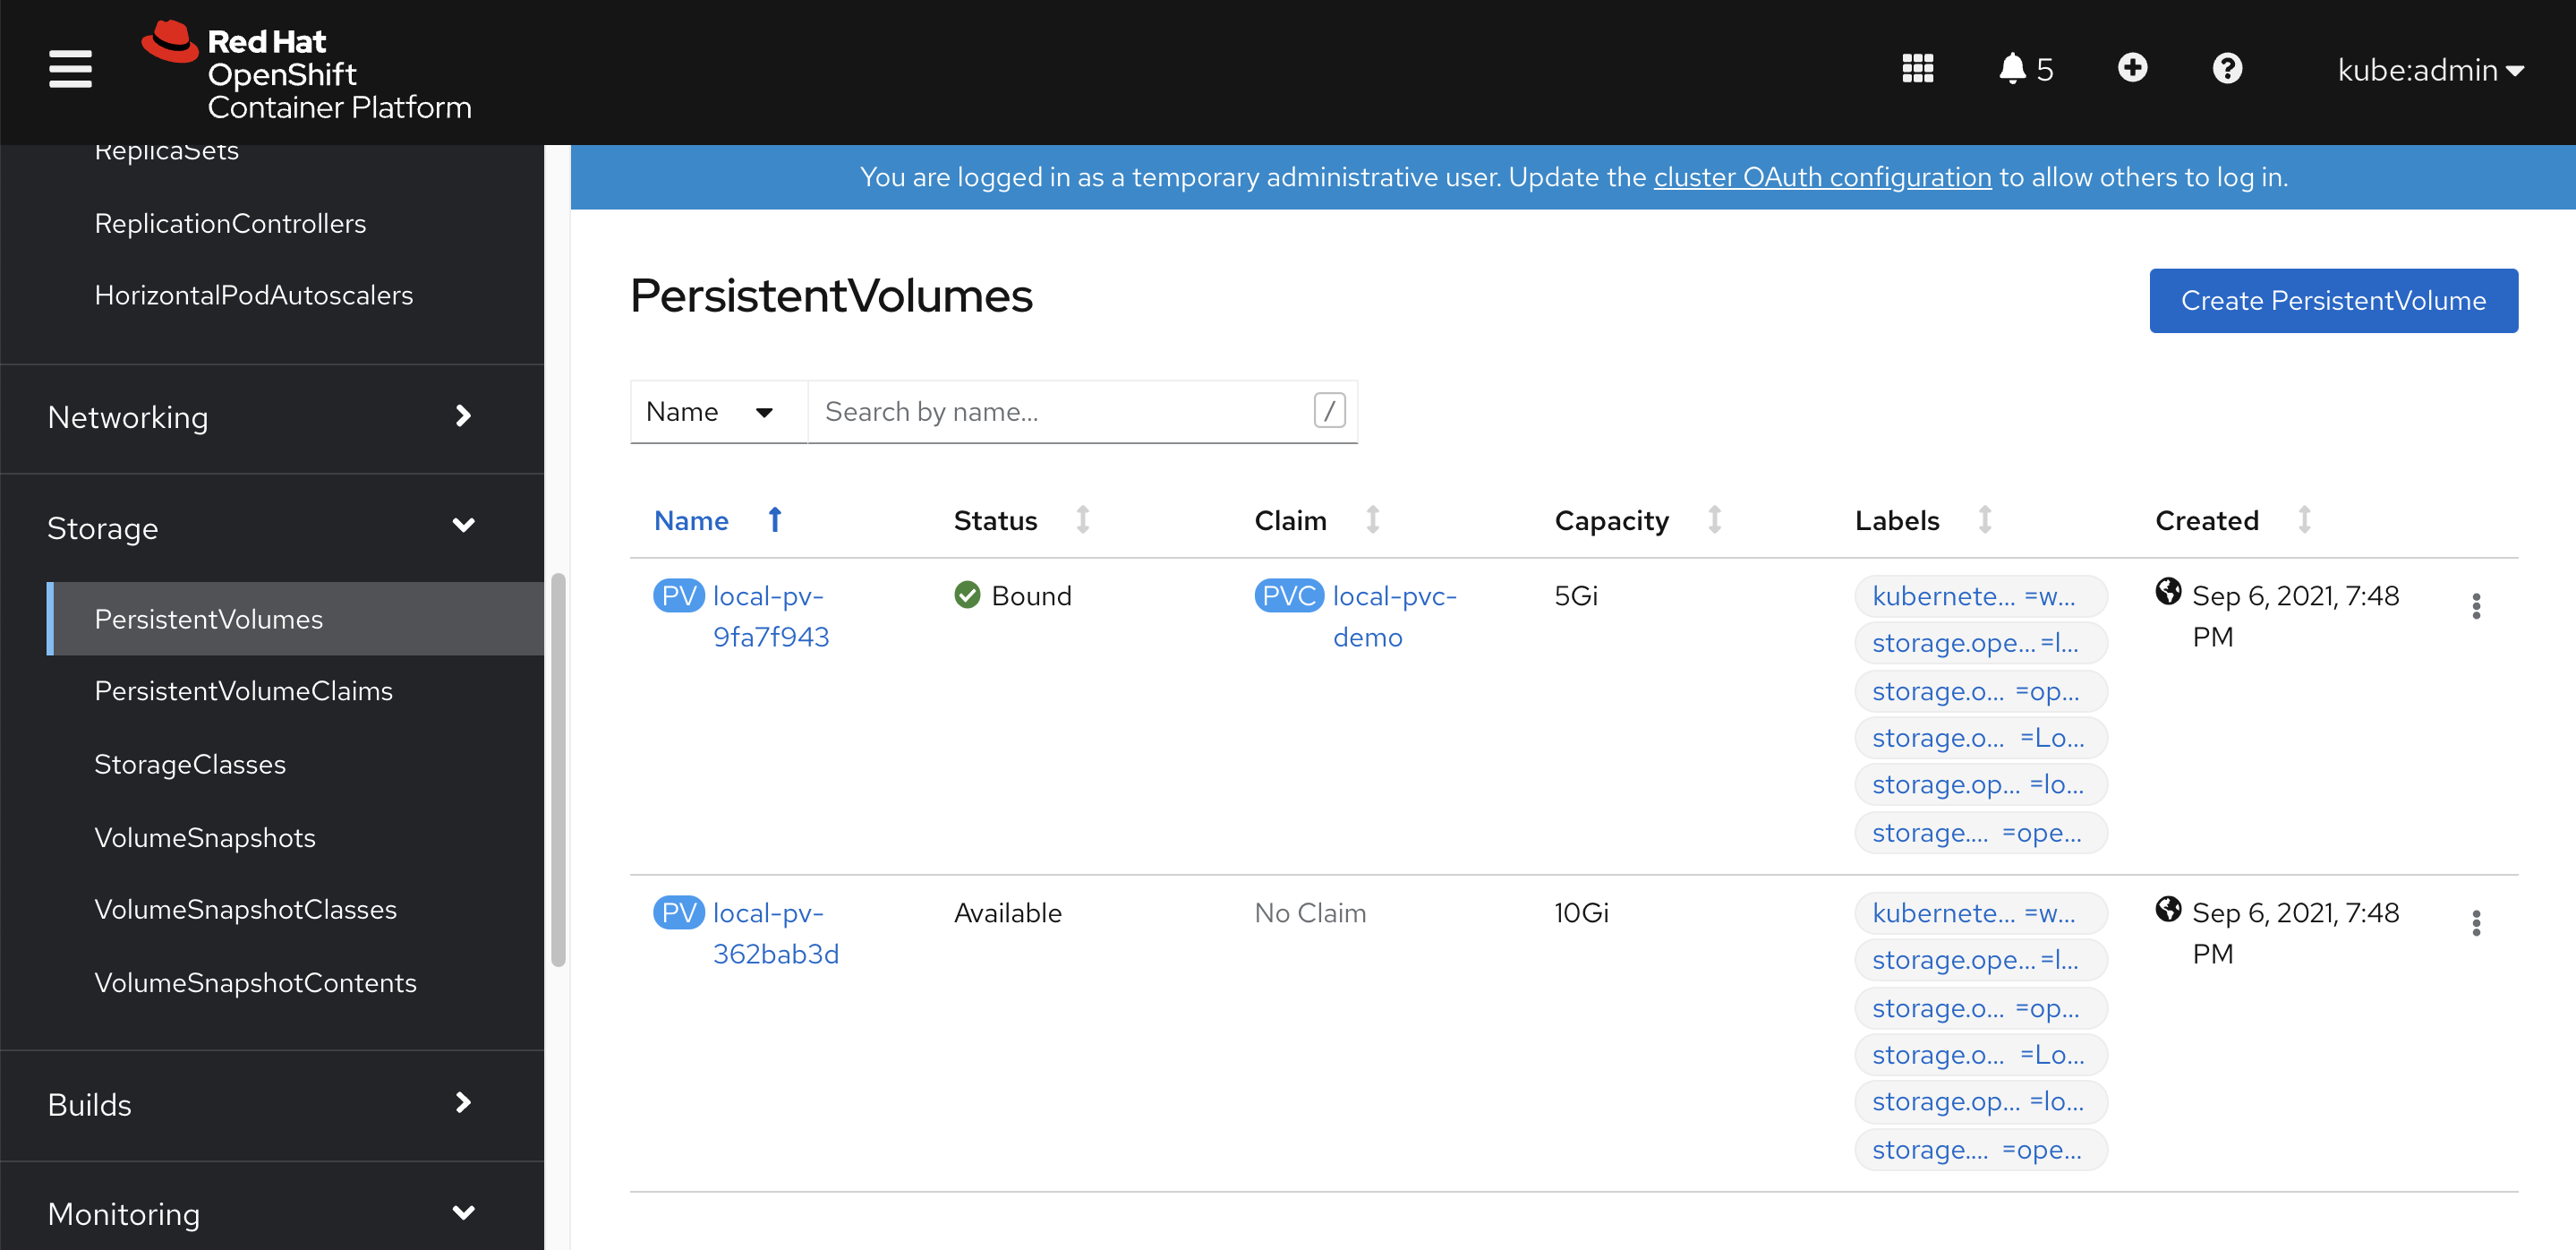 Red Hat
OpenShift
Container Platform
5
kube:admin
ReplicaSets
ReplicationControllers
HorizontalPodAutoscalers
Networking
Storage
PersistentVolumes
PersistentVolumeClaims
StorageClasses
VolumeSnapshots
VolumeSnapshotClasses
VolumeSnapshotContents
Builds
Monitoring
You are logged in as a temporary administrative user. Update the cluster OAuth configuration to allow others to log in.
PersistentVolumes
Create PersistentVolume
Name
Search by name...
/
Name Status Claim Capacity Labels Created
PV local-pv- Bound PVC local-pvc- 5Gi kubernete... =w... Sep 6, 2021, 7:48
9fa7f943 demo PM
storage.ope... =l...
storage.o... =op...
storage.o... =Lo...
storage.op... =lo...
storage.... =ope...
PV local-pv- Available No Claim 10Gi kubernete... =w... Sep 6, 2021, 7:48
362bab3d PM
storage.ope... =l...
storage.o... =op...
storage.o... =Lo...
storage.op... =lo...
storage.... =ope...